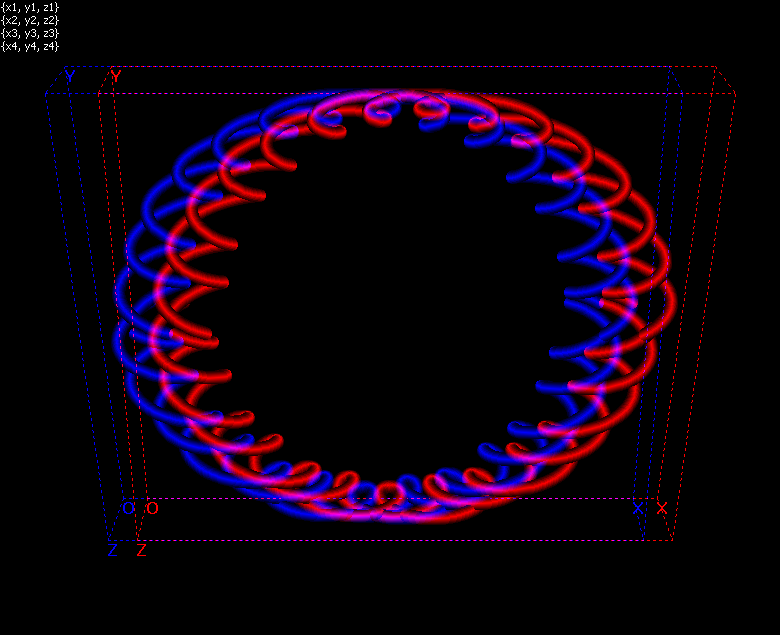 {x1, y1, z1}
{x2, y2, z2}
{x3, y3, z3}
{x4, y4, z4}
Y Y
O O X X
Z Z